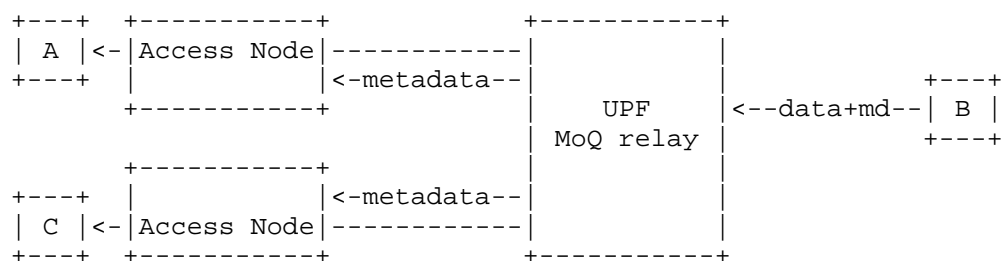 +---+  +-----------+            +-----------+
| A |<-|Access Node|------------|           |
+---+  |           |<-metadata--|           |            +---+
       +-----------+            |    UPF    |<--data+md--| B |
                                | MoQ relay |            +---+
       +-----------+            |           |
+---+  |           |<-metadata--|           |
| C |<-|Access Node|------------|           |
+---+  +-----------+            +-----------+